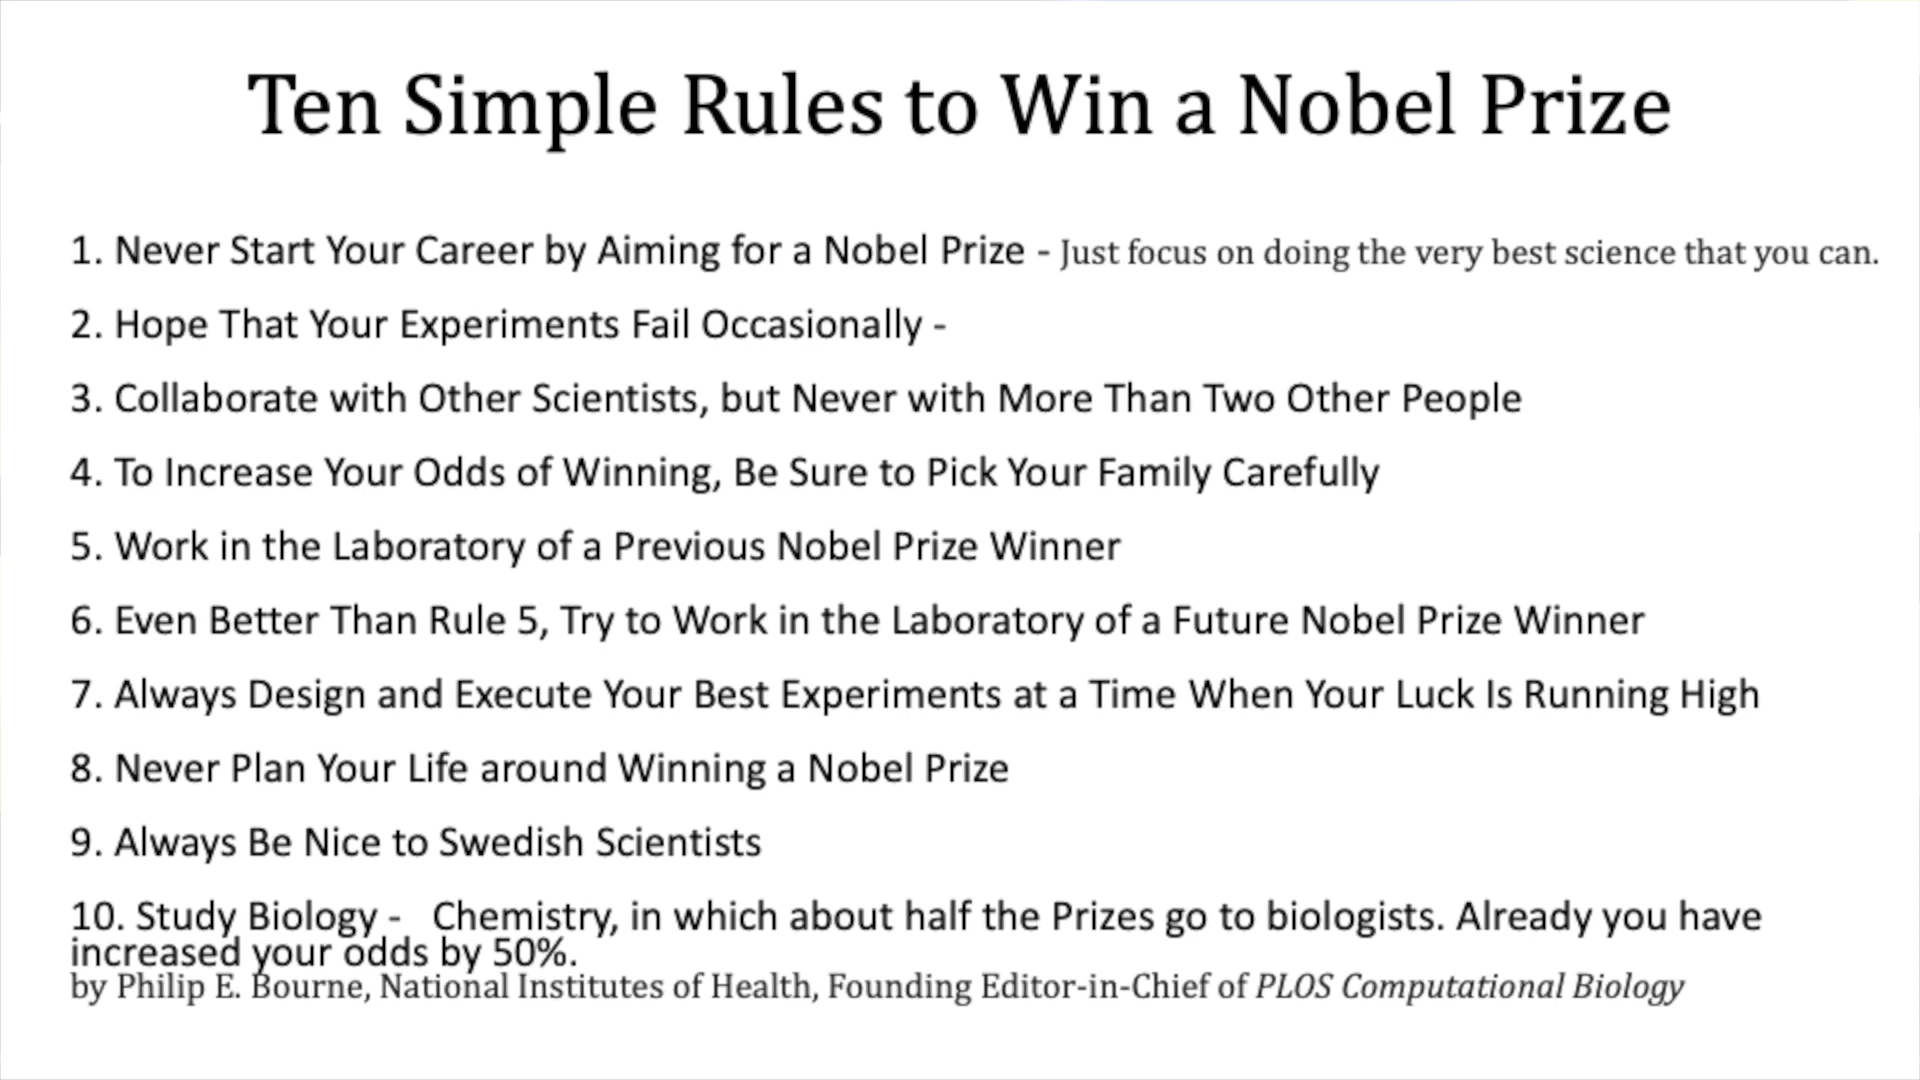 Ten Simple Rules to Win a Nobel Prize
1. Never Start Your Career by Aiming for a Nobel Prize - Just focus on doing the very best science that you can.
2. Hope That Your Experiments Fail Occasionally -
3. Collaborate with Other Scientists, but Never with More Than Two Other People
4. To Increase Your Odds of Winning, Be Sure to Pick Your Family Carefully
5. Work in the Laboratory of a Previous Nobel Prize Winner
6. Even Better Than Rule 5, Try to Work in the Laboratory of a Future Nobel Prize Winner
7. Always Design and Execute Your Best Experiments at a Time When Your Luck Is Running High
8. Never Plan Your Life around Winning a Nobel Prize
9. Always Be Nice to Swedish Scientists
10. Study Biology -   Chemistry, in which about half the Prizes go to biologists. Already you have
increased your odds by 50%.
by Philip E. Bourne, National Institutes of Health, Founding Editor-in-Chief of PLOS Computational Biology